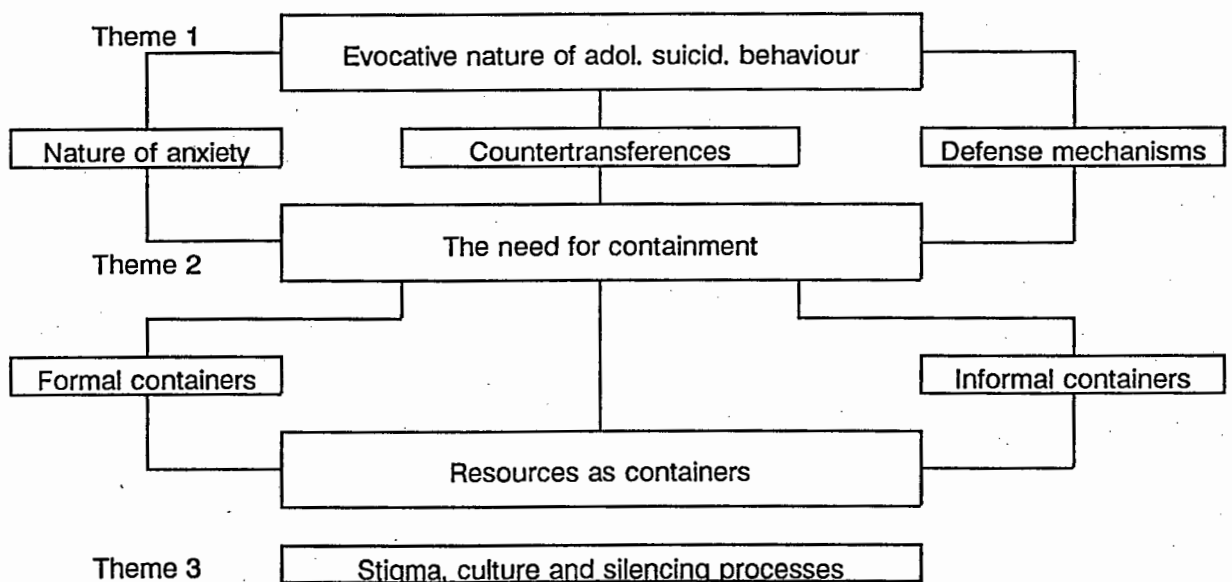 Theme 1
Evocative nature of adol. suicid. behaviour
Nature of anxiety
Countertransferences
Defense mechanisms
The need for containment
Theme 2
Formal containers
Informal containers
Resources as containers
Theme 3
Stigma, culture and silencing processes